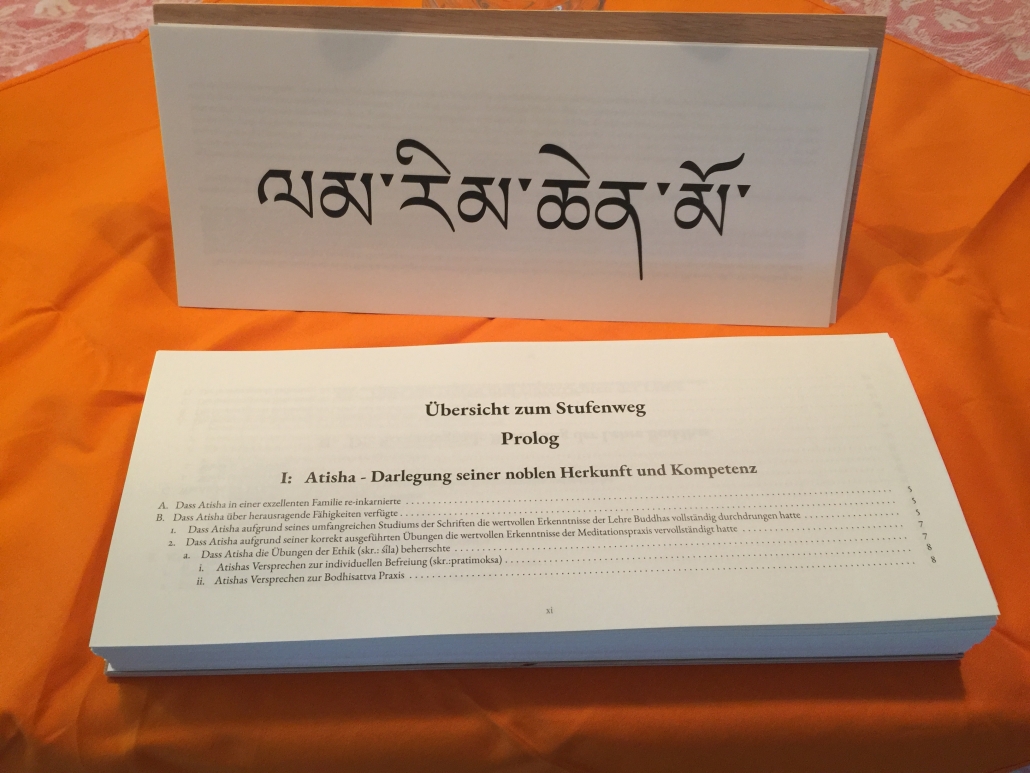 ལམ་རིམ་ཆེན་མོ་
Übersicht zum Stufenweg
Prolog
I: Atisha - Darlegung seiner noblen Herkunft und Kompetenz
A. Dass Atisha in einer exzellenten Familie re-inkarnierte 5
B. Dass Atisha über herausragende Fähigkeiten verfügte 5
1. Dass Atisha aufgrund seines umfangreichen Studiums der Schriften die wertvollen Erkenntnisse der Lehre Buddhas vollständig durchdrungen hatte 5
2. Dass Atisha aufgrund seiner korrekt ausgeführten Übungen die wertvollen Erkenntnisse der Meditationspraxis vervollständigt hatte 7
a. Dass Atisha die Übungen der Ethik (skr.: śīla) beherrschte 7
i. Atishas Versprechen zur individuellen Befreiung (skr.:pratimoksa) 8
ii. Atishas Versprechen zur Bodhisattva Praxis 8
xi